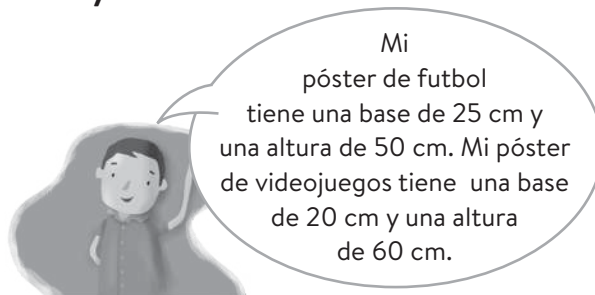 Mi
póster de futbol
tiene una base de 25 cm y
una altura de 50 cm. Mi póster
de videojuegos tiene una base
de 20 cm y una altura
de 60 cm.